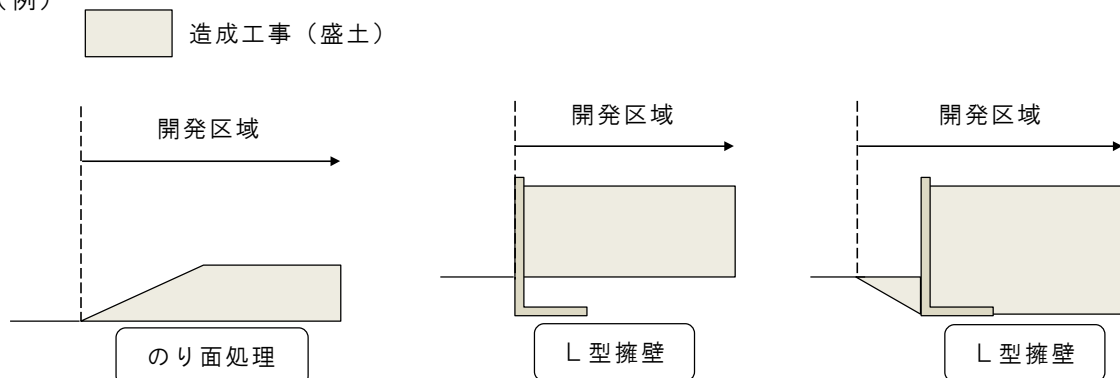 （例）
造成工事（盛土）
開発区域
開発区域
開発区域
のり面処理
Ｌ型擁壁
Ｌ型擁壁